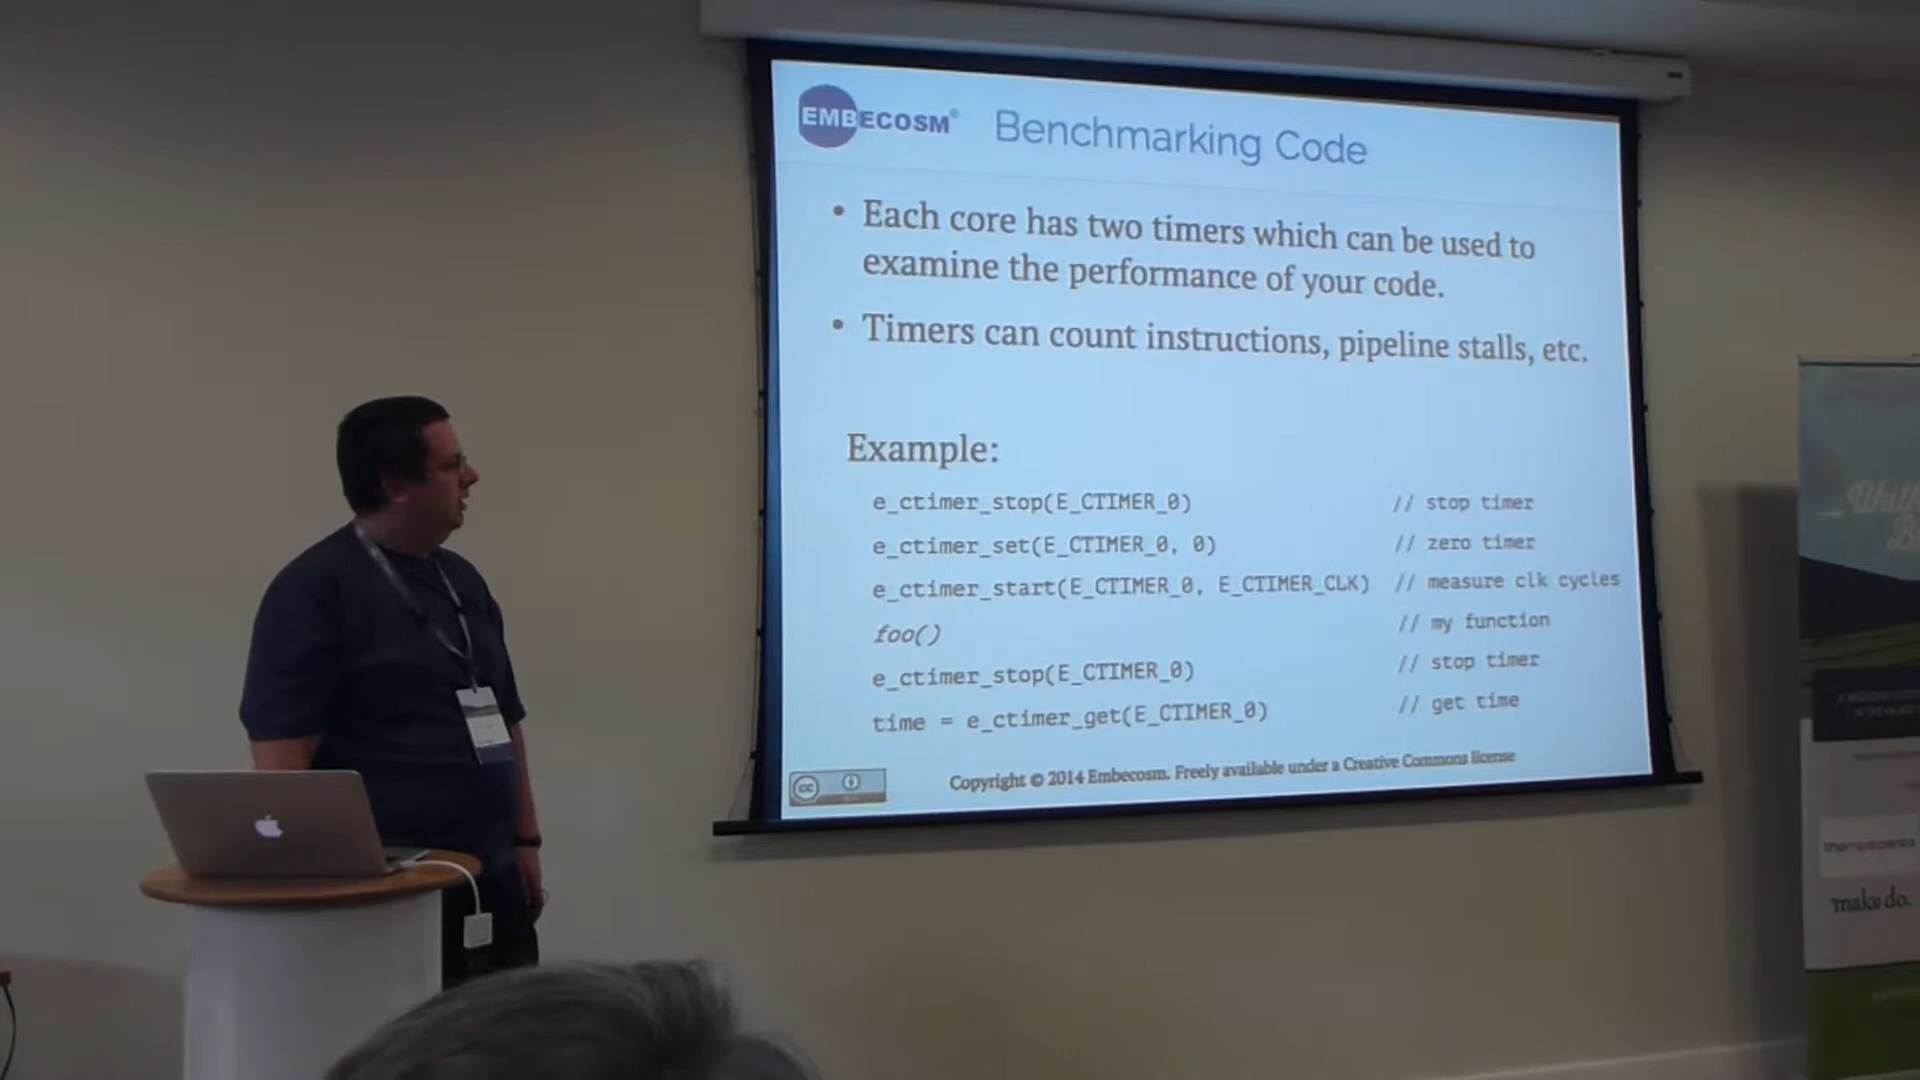 EMBECOSM®
Benchmarking Code
• Each core has two timers which can be used to
examine the performance of your code.
• Timers can count instructions, pipeline stalls, etc.
Example:
e_ctimer_stop(E_CTIMER_0) // stop timer
e_ctimer_set(E_CTIMER_0, 0) // zero timer
e_ctimer_start(E_CTIMER_0, E_CTIMER_CLK) // measure clk cycles
foo() // my function
e_ctimer_stop(E_CTIMER_0) // stop timer
time = e_ctimer_get(E_CTIMER_0) // get time
cc
Copyright © 2014 Embecosm. Freely available under a Creative Commons license
make do.